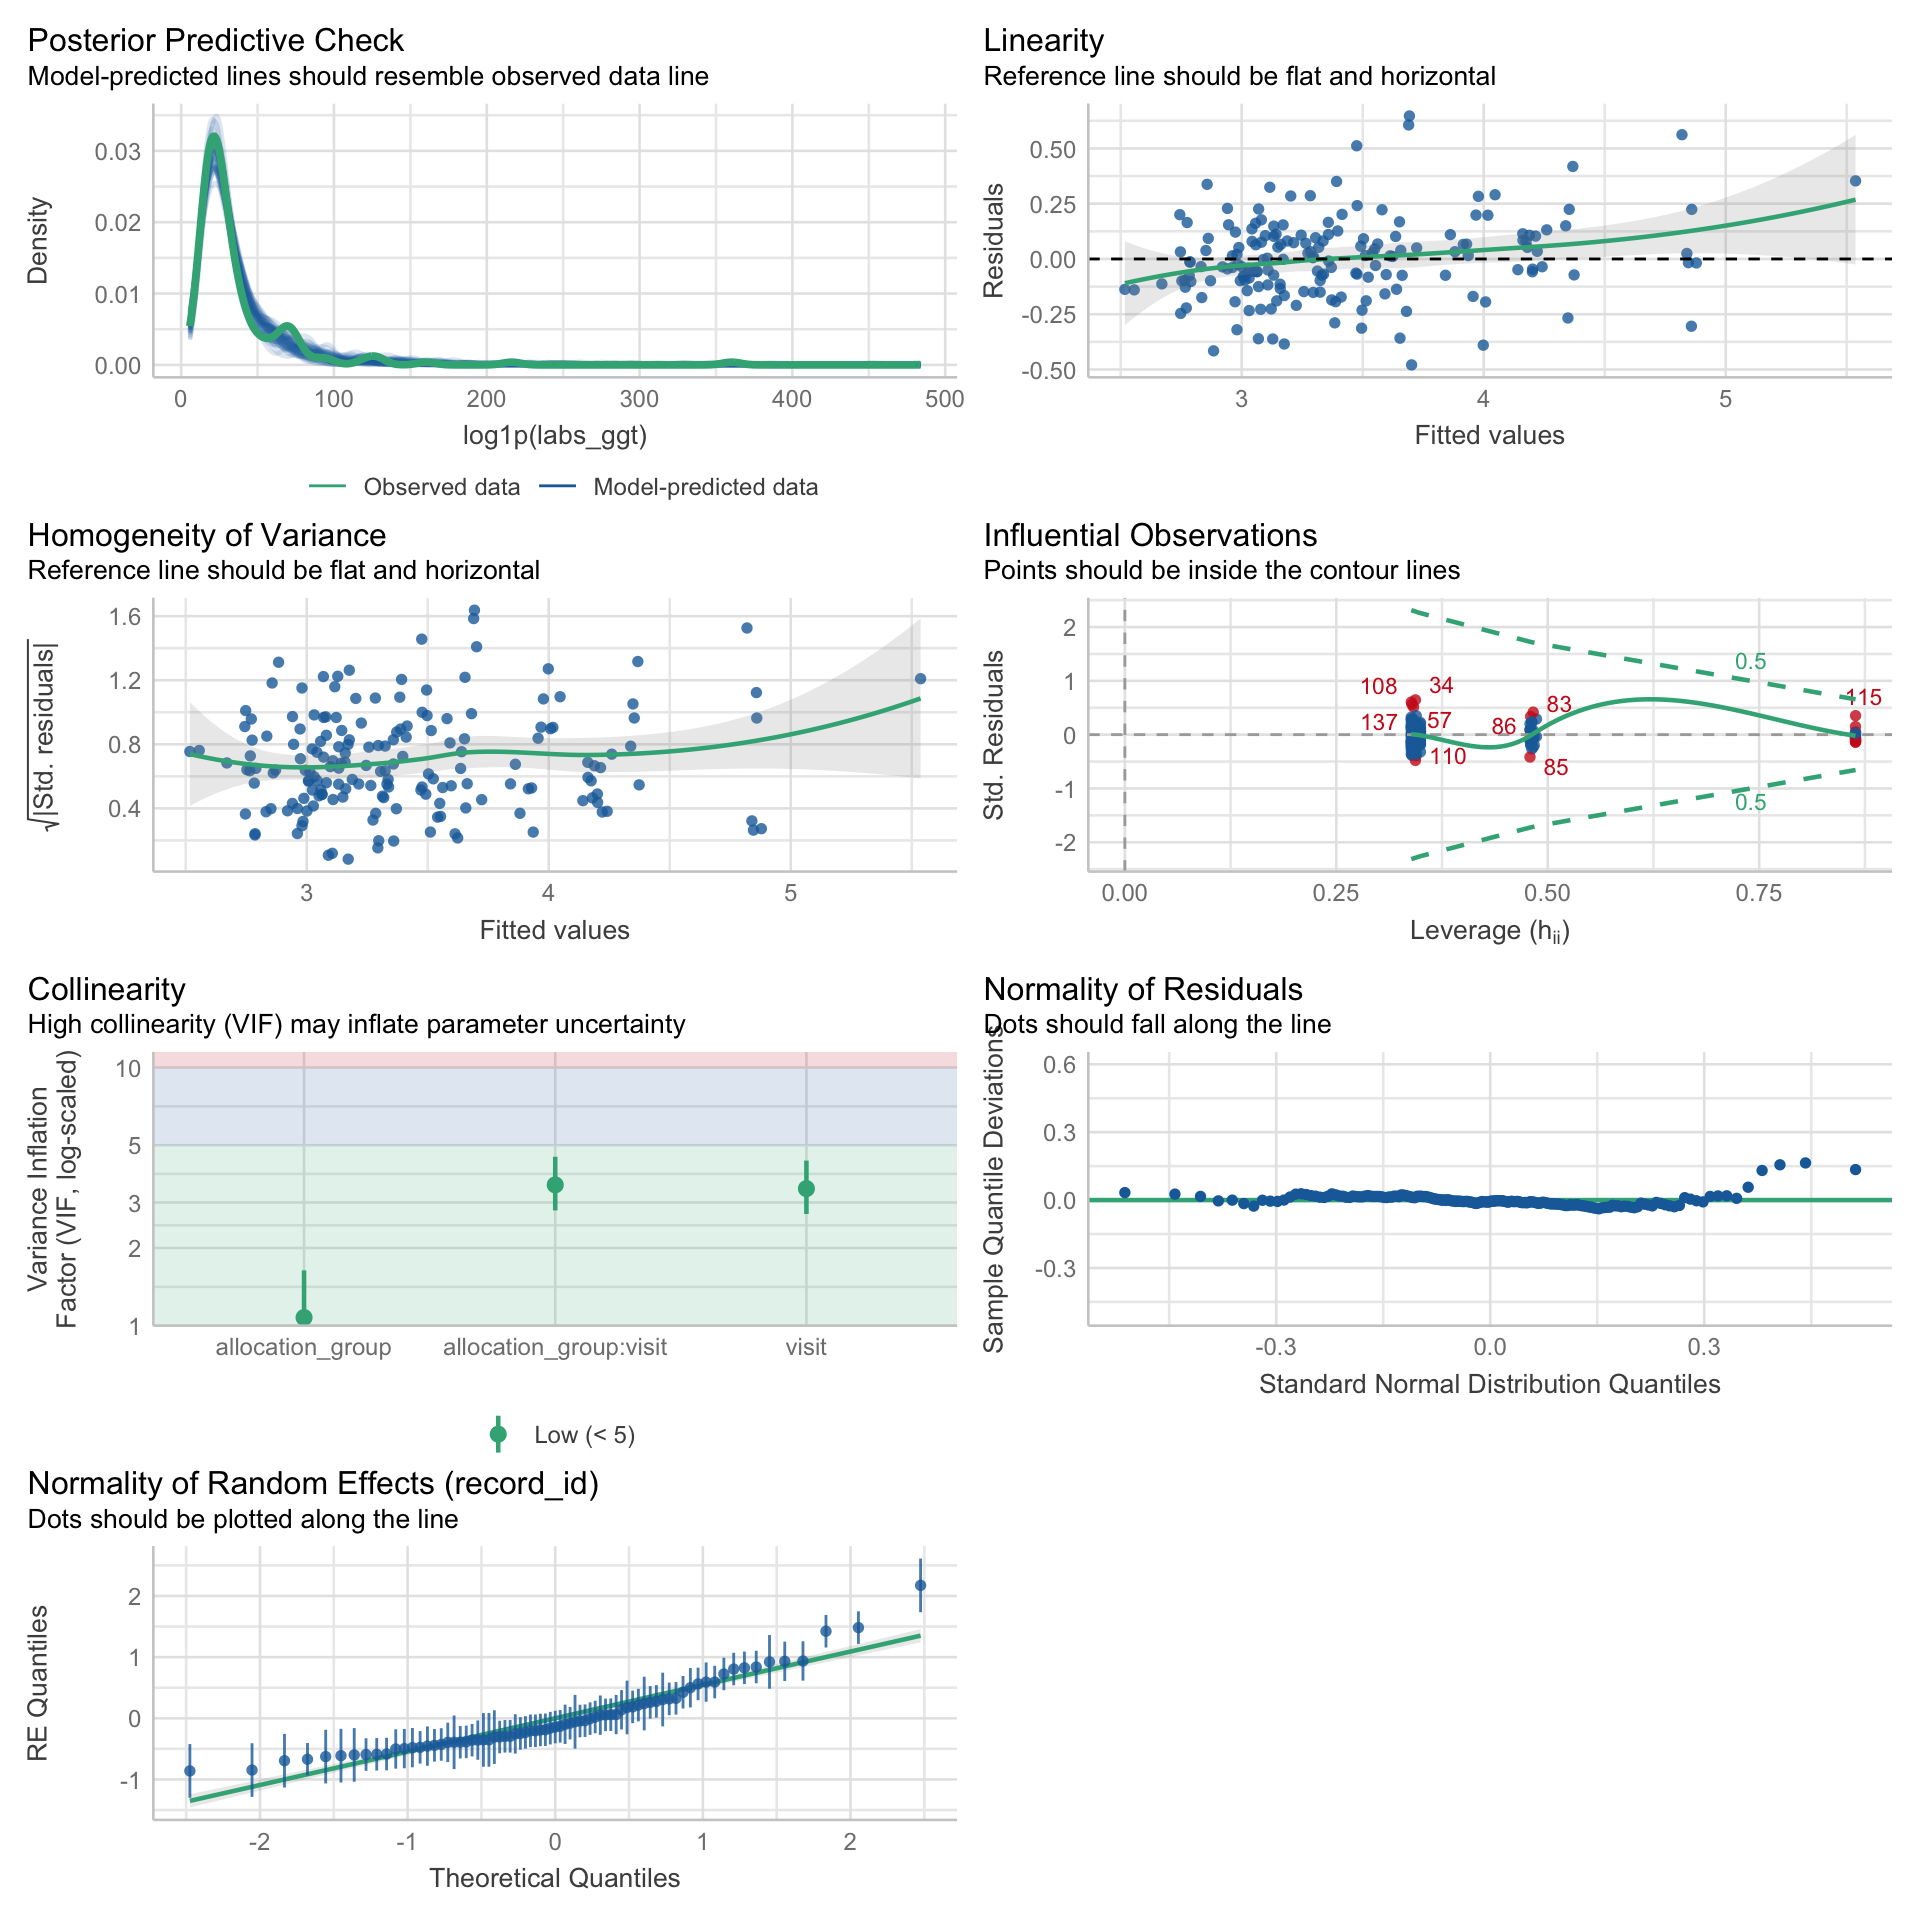 Posterior Predictive Check
Model-predicted lines should resemble observed data line
Density
0.03
0.02
0.01
0.00
0
100
200
300
400
500
log1p(labs_ggt)
Observed data
Model-predicted data
Linearity
Reference line should be flat and horizontal
Residuals
0.50
0.25
0.00
-0.25
-0.50
3
4
5
Fitted values
Homogeneity of Variance
Reference line should be flat and horizontal
√|Std. residuals|
1.6
1.2
0.8
0.4
3
4
5
Fitted values
Influential Observations
Points should be inside the contour lines
Std. Residuals
2
1
0
-1
-2
108
34
137
57
110
86
83
85
115
0.5
0.5
0.00
0.25
0.50
0.75
Leverage (hii)
Collinearity
High collinearity (VIF) may inflate parameter uncertainty
Variance Inflation
Factor (VIF, log-scaled)
10
5
3
2
1
allocation_group
allocation_group:visit
visit
Low (< 5)
Normality of Residuals
Dots should fall along the line
Sample Quantile Deviations
0.6
0.3
0.0
-0.3
-0.3
0.0
0.3
Standard Normal Distribution Quantiles
Normality of Random Effects (record_id)
Dots should be plotted along the line
RE Quantiles
2
1
0
-1
-2
-1
0
1
2
Theoretical Quantiles